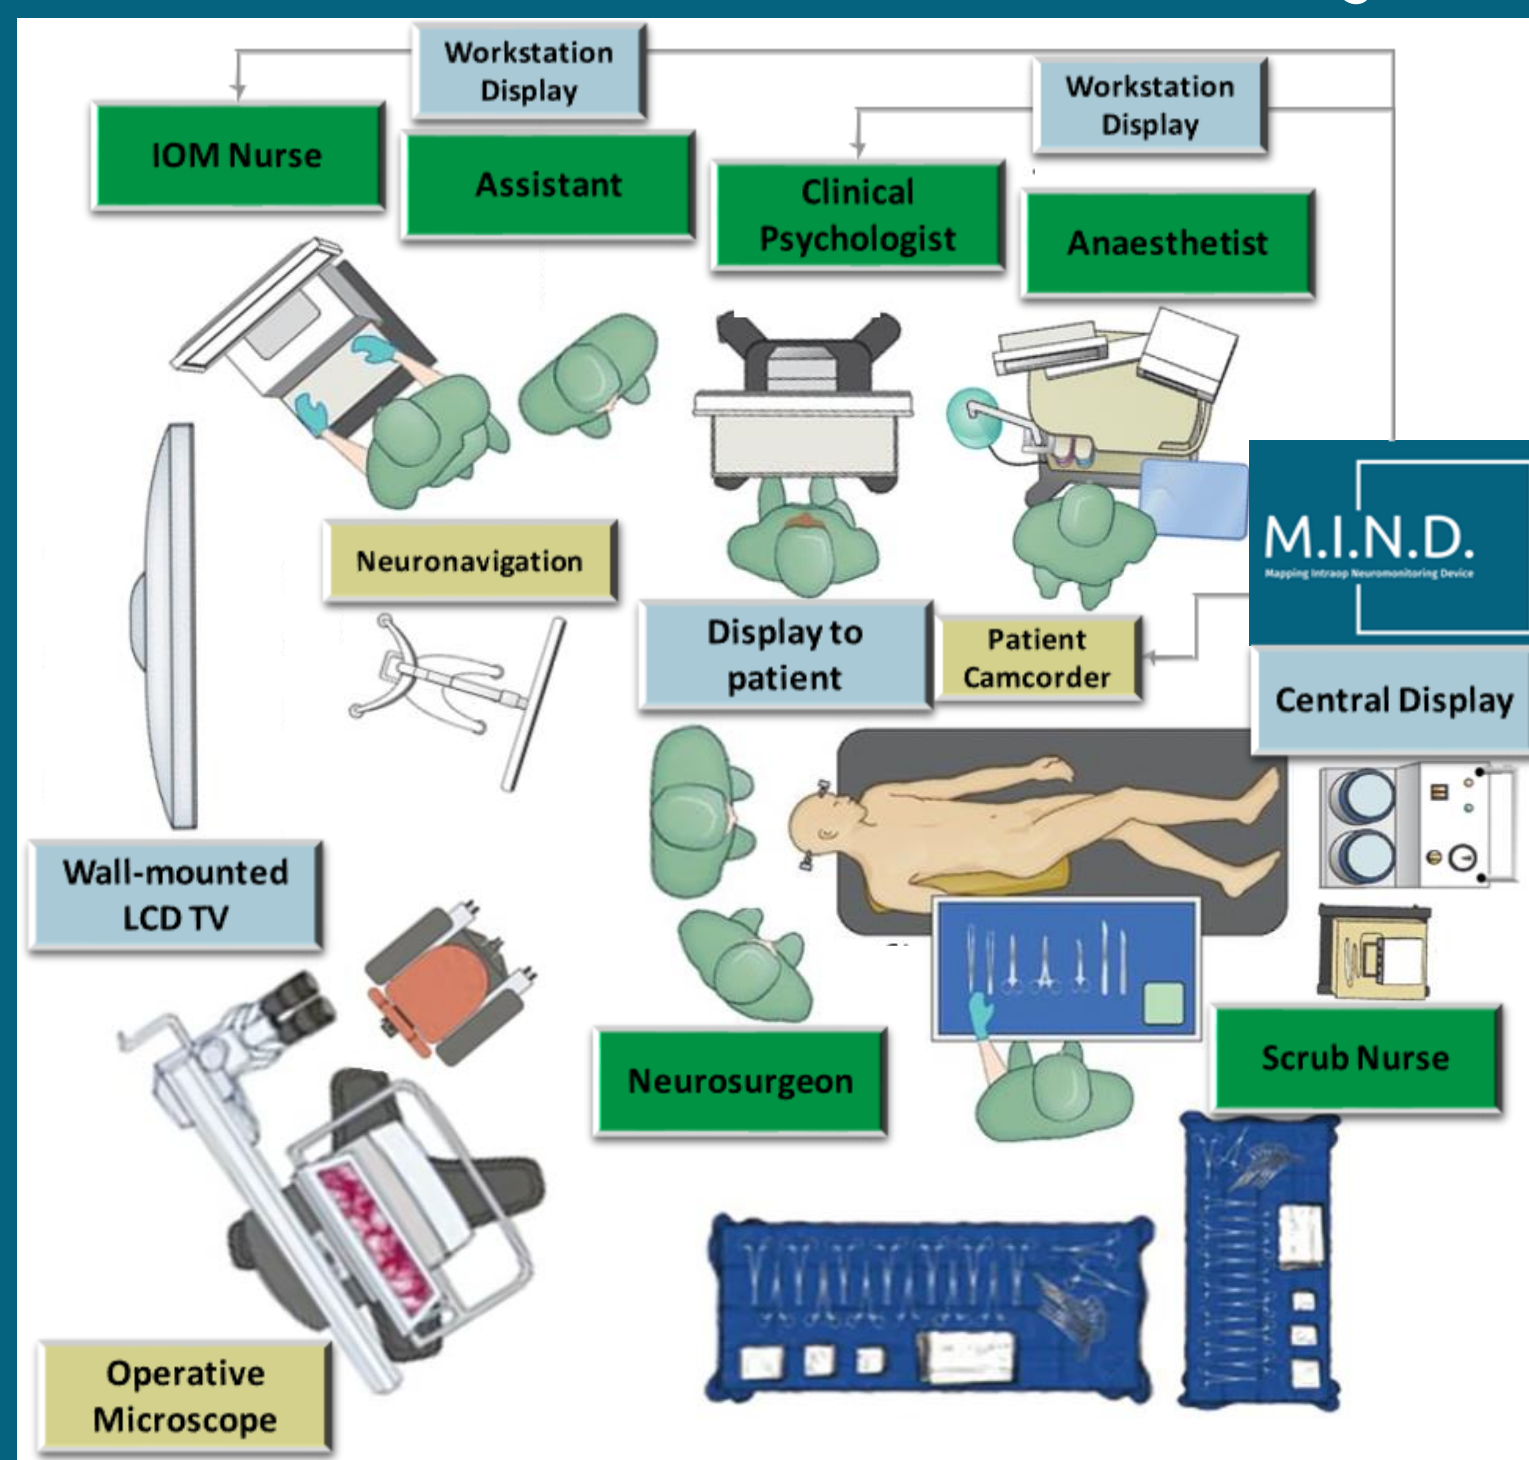 Workstation
Display
Workstation
Display
IOM Nurse
Assistant
Clinical
Psychologist
Anaesthetist
M.I.N.D.
Mapping Intraop Neuromonitoring Device
Neuronavigation
Display to
patient
Patient
Camcorder
Central Display
Wall-mounted
LCD TV
Neurosurgeon
Scrub Nurse
Operative
Microscope